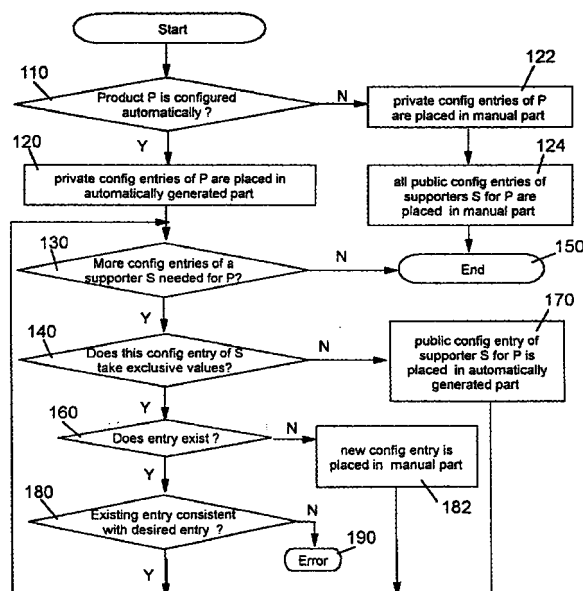 Start
110
Product P is configured
automatically ?
N
122
private config entries of P
are placed in manual part
Y
120
private config entries of P are placed in
automatically generated part
124
all public config entries of
supporters S for P are
placed in manual part
130
More config entries of a
supporter S needed for P?
N
150
End
Y
140
Does this config entry of S
take exclusive values?
N
170
public config entry of
supporter S for P is
placed in automatically
generated part
Y
160
Does entry exist ?
N
new config entry is
placed in manual part
182
Y
180
Existing entry consistent
with desired entry ?
N
190
Error
Y